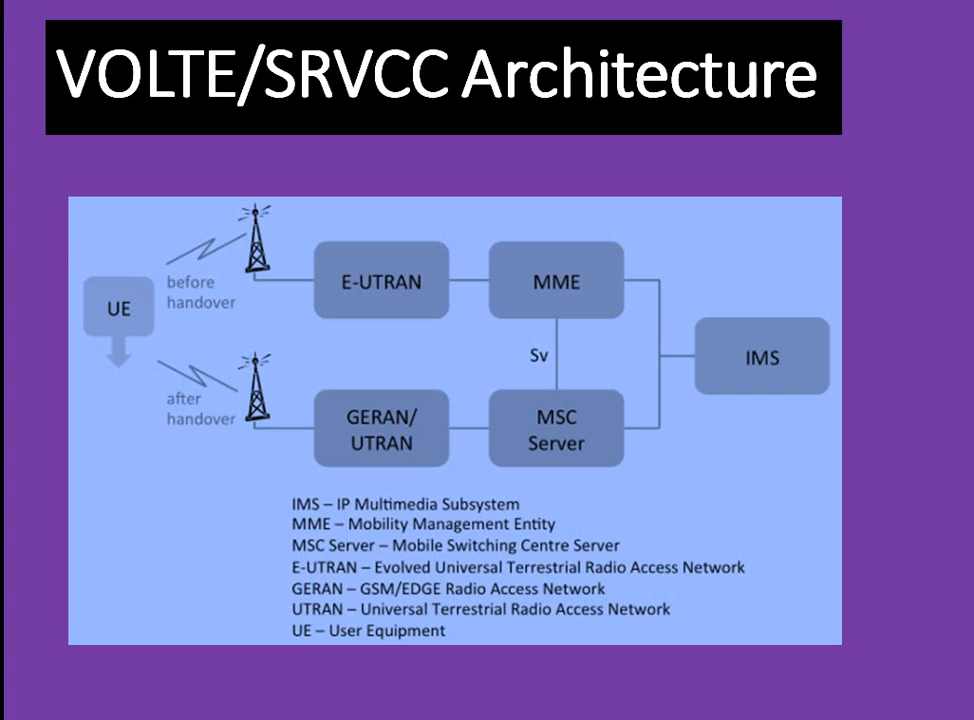 VOLTE/SRVCC Architecture
before
handover
UE
E-UTRAN
MME
IMS
Sv
after
handover
GERAN/
UTRAN
MSC
Server
IMS – IP Multimedia Subsystem
MME – Mobility Management Entity
MSC Server – Mobile Switching Centre Server
E-UTRAN – Evolved Universal Terrestrial Radio Access Network
GERAN – GSM/EDGE Radio Access Network
UTRAN – Universal Terrestrial Radio Access Network
UE – User Equipment